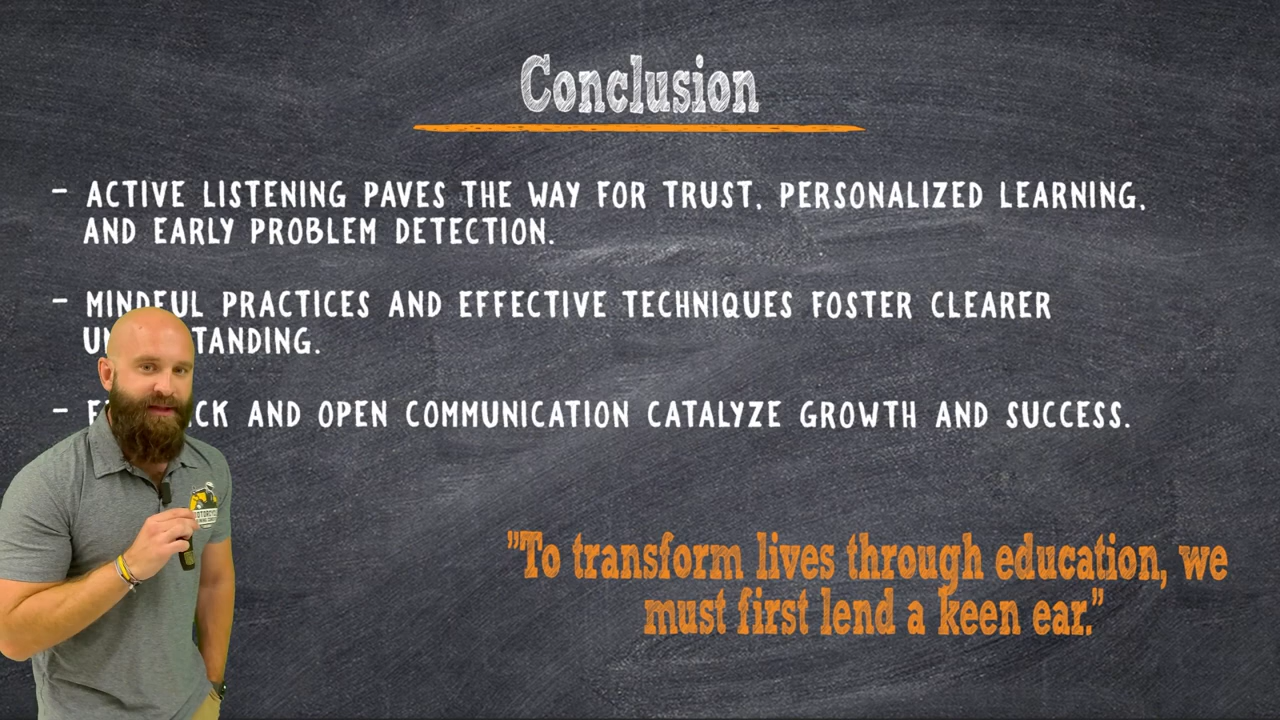 Conclusion
- ACTIVE LISTENING PAVES THE WAY FOR TRUST, PERSONALIZED LEARNING,
AND EARLY PROBLEM DETECTION.
- MINDFUL PRACTICES AND EFFECTIVE TECHNIQUES FOSTER CLEARER
TANDING.
- AND OPEN COMMUNICATION CATALYZE GROWTH AND SUCCESS.
"To transform lives through education, we
must first lend a keen ear."